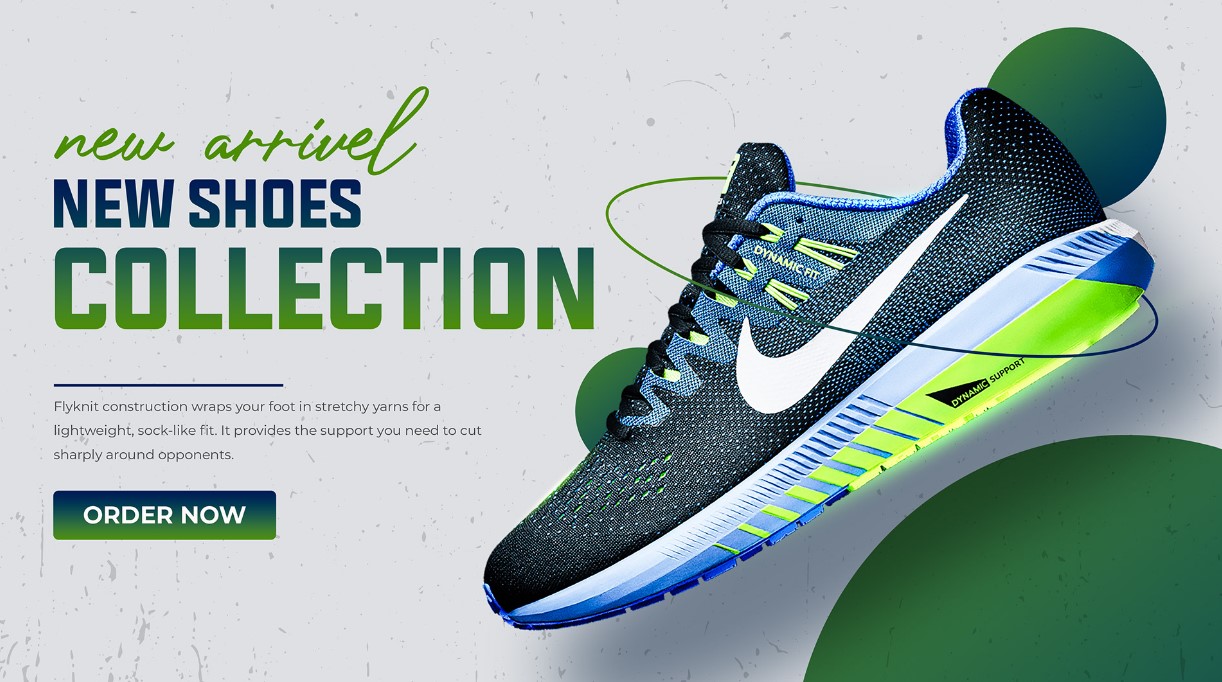 new arrivel
NEW SHOES
COLLECTION
Flyknit construction wraps your foot in stretchy yarns for a
lightweight, sock-like fit. It provides the support you need to cut
sharply around opponents.
ORDER NOW
DYNAMIC FIT
DYNAMIC SUPPORT